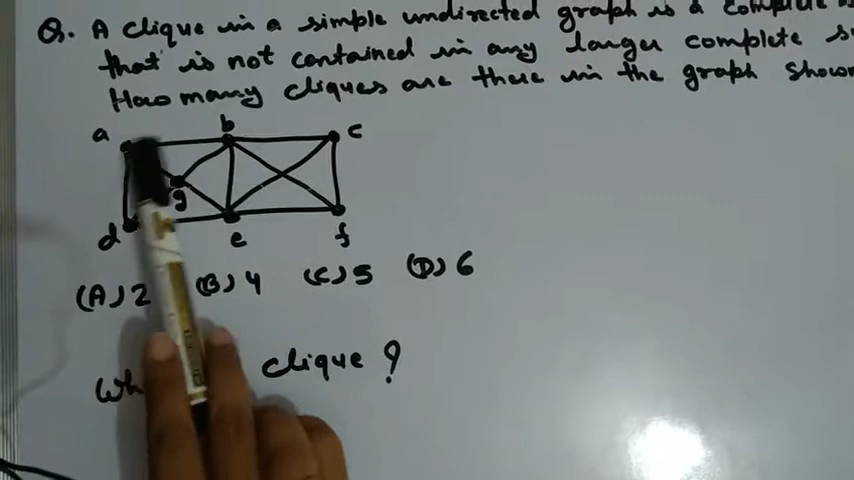 Q. A clique in a simple undirected graph is a complete
that is not contained in any larger complete
How many cliques are there in the graph shown
a b c
g
d e f
(A) 2 (B) 4 (C) 5 (D) 6
clique ?